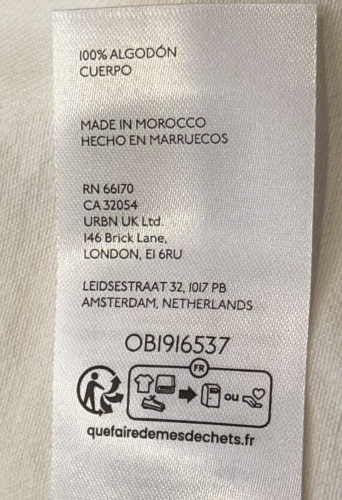 100% ALGODÓN
CUERPO
MADE IN MOROCCO
HECHO EN MARRUECOS
RN 66170
CA 32054
URBN UK Ltd.
146 Brick Lane,
LONDON, E1 6RU
LEIDSESTRAAT 32, 1017 PB
AMSTERDAM, NETHERLANDS
OB1916537
FR
ou
quefairedemesdechets.fr